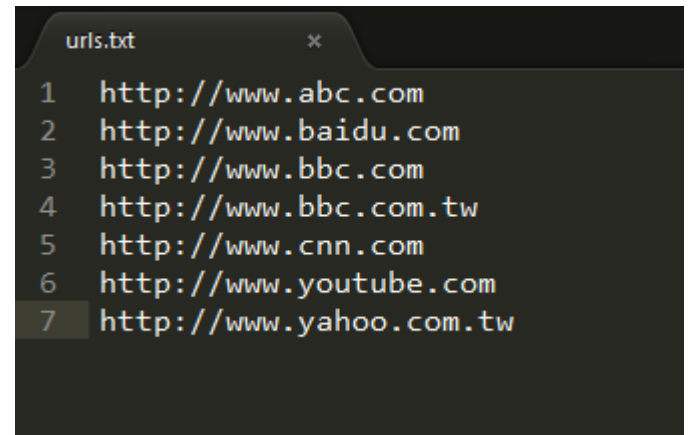 urls.txt ×
1 http://www.abc.com
2 http://www.baidu.com
3 http://www.bbc.com
4 http://www.bbc.com.tw
5 http://www.cnn.com
6 http://www.youtube.com
7 http://www.yahoo.com.tw